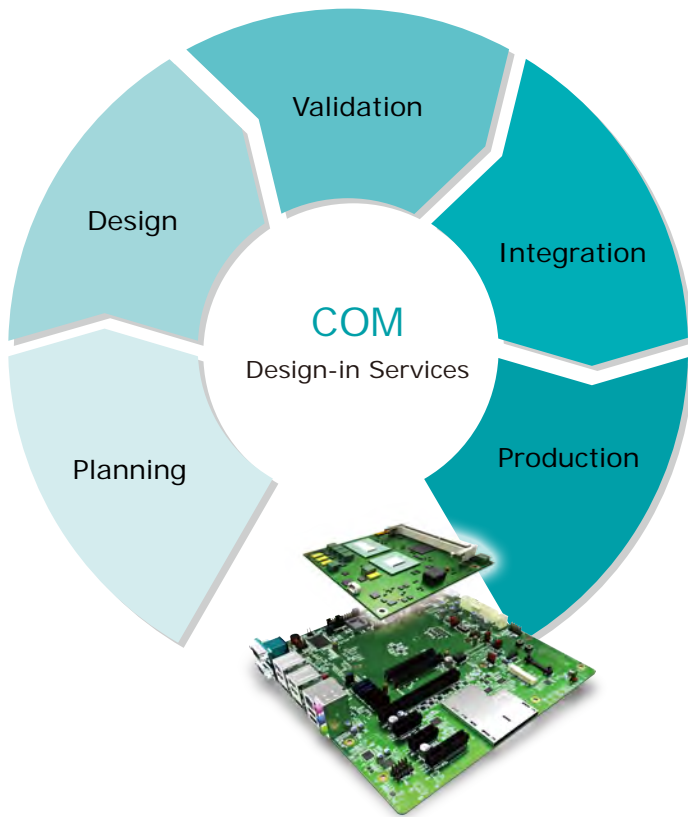 Validation
Design
Integration
COM
Design-in Services
Planning
Production